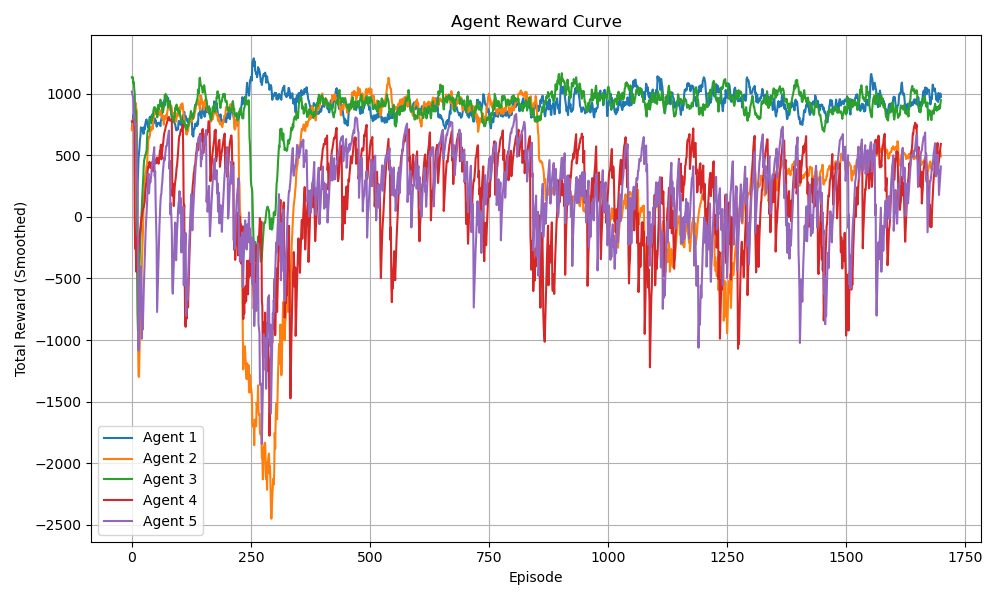 Agent Reward Curve
Total Reward (Smoothed)
1000
500
0
−500
−1000
−1500
−2000
−2500
Agent 1
Agent 2
Agent 3
Agent 4
Agent 5
0 250 500 750 1000 1250 1500 1750
Episode